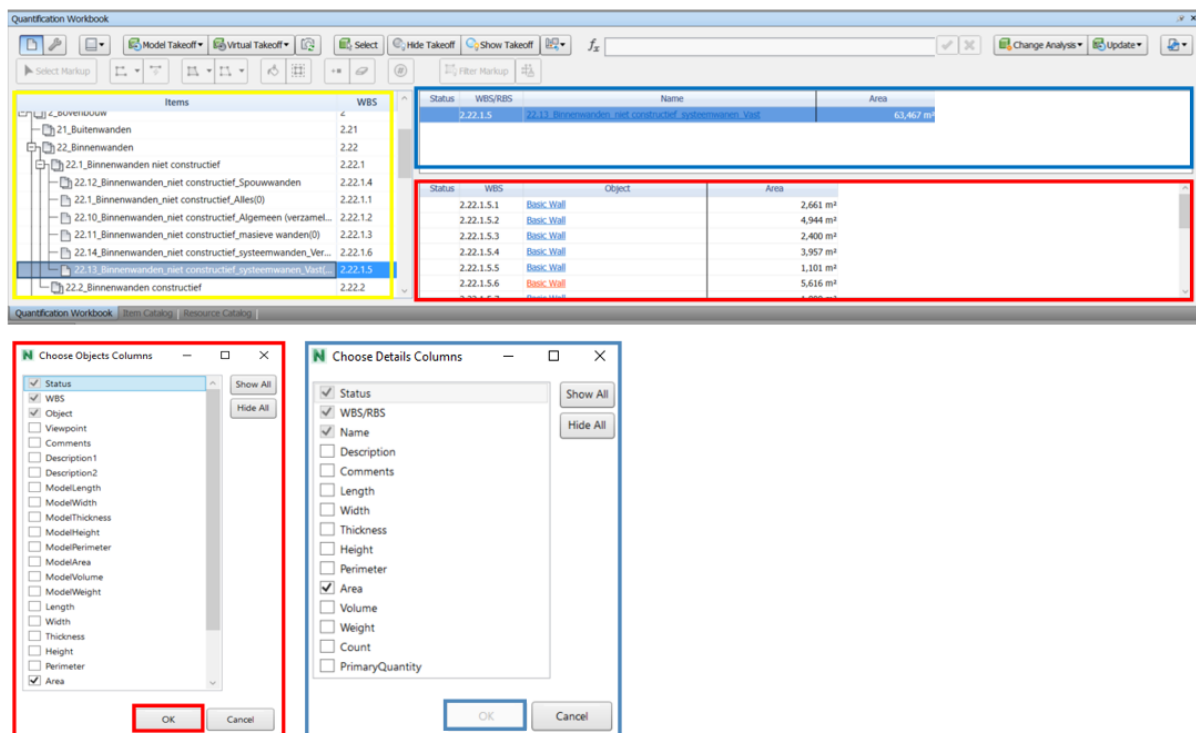 Quantification Workbook
Model Takeoff Virtual Takeoff Select Hide Takeoff Show Takeoff fx Change Analysis Update
Select Markup Filter Markup
Items WBS
2_Bovenbouw 2
21_Buitenwanden 2.21
22_Binnenwanden 2.22
22.1_Binnenwanden niet constructief 2.22.1
22.12_Binnenwanden_niet constructief_Spouwwanden 2.22.1.4
22.1_Binnenwanden_niet constructief_Alles(0) 2.22.1.1
22.10_Binnenwanden_niet constructief_Algemeen (verzamel... 2.22.1.2
22.11_Binnenwanden_niet constructief_masieve wanden(0) 2.22.1.3
22.14_Binnenwanden_niet constructief_systeemwanden_Ver... 2.22.1.6
22.13_Binnenwanden_niet constructief_systeemwanen_Vast(... 2.22.1.5
22.2_Binnenwanden constructief 2.22.2
Status WBS/RBS Name Area
2.22.1.5 22.13_Binnenwanden_niet constructief_systeemwanen_Vast 63,467 m²
Status WBS Object Area
2.22.1.5.1 Basic Wall 2,661 m²
2.22.1.5.2 Basic Wall 4,944 m²
2.22.1.5.3 Basic Wall 2,400 m²
2.22.1.5.4 Basic Wall 3,957 m²
2.22.1.5.5 Basic Wall 1,101 m²
2.22.1.5.6 Basic Wall 5,616 m²
Quantification Workbook Item Catalog Resource Catalog
N Choose Objects Columns
Status Show All
WBS
Object Hide All
Viewpoint
Comments
Description1
Description2
ModelLength
ModelWidth
ModelThickness
ModelHeight
ModelPerimeter
ModelArea
ModelVolume
ModelWeight
Length
Width
Thickness
Height
Perimeter
Area
OK Cancel
N Choose Details Columns
Status Show All
WBS/RBS
Name Hide All
Description
Comments
Length
Width
Thickness
Height
Perimeter
Area
Volume
Weight
Count
PrimaryQuantity
OK Cancel